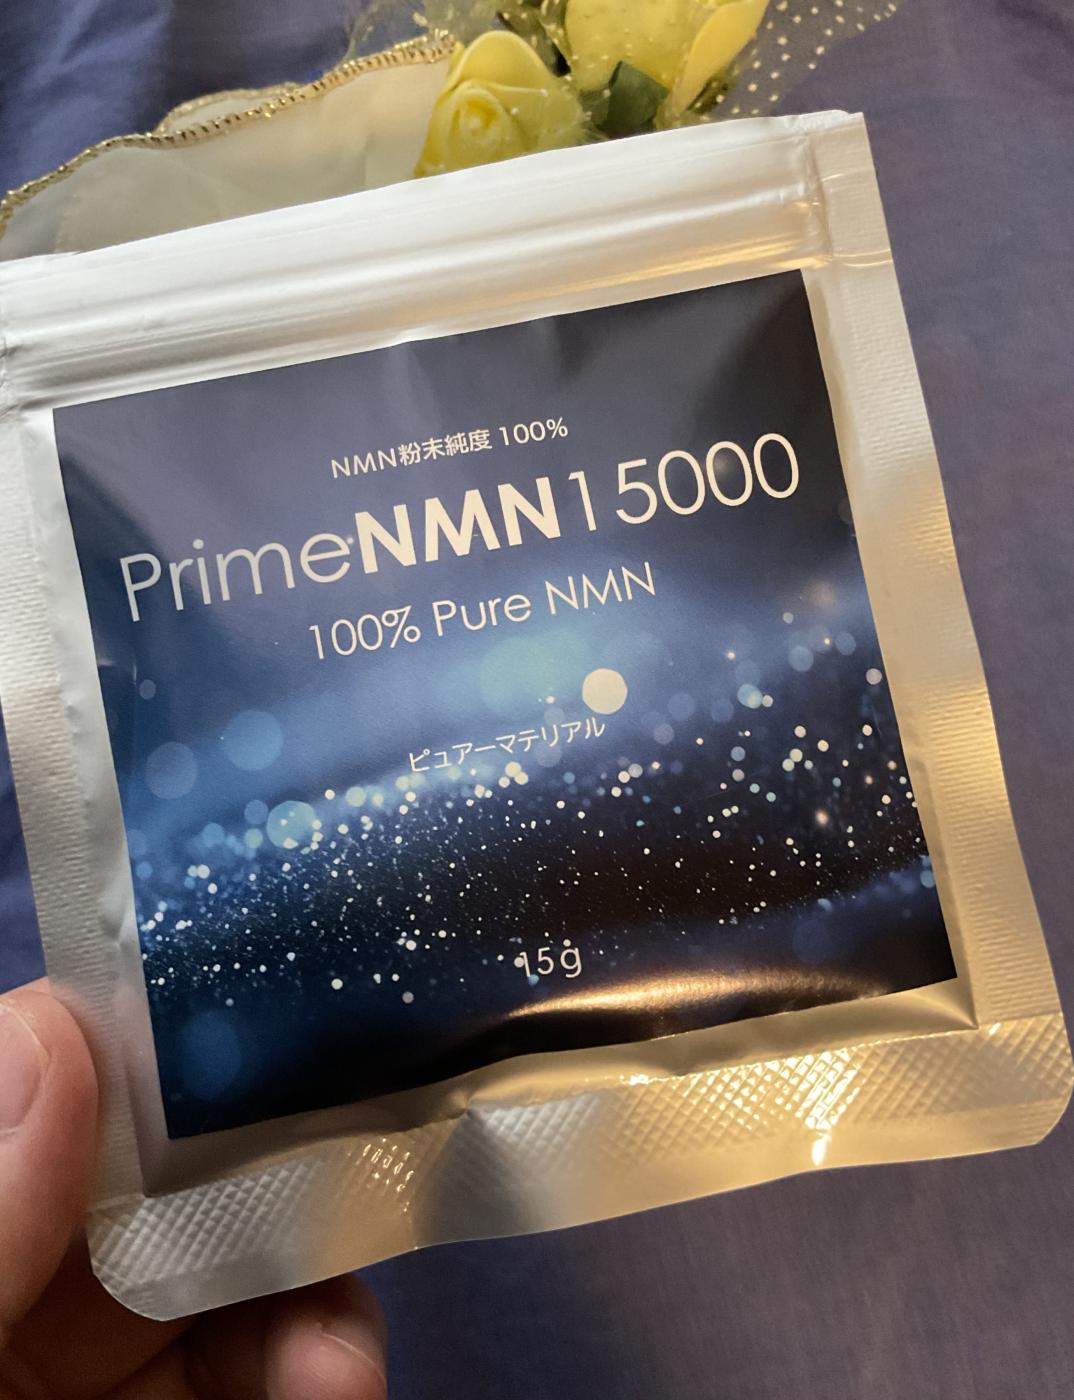 NMN粉末純度 100%
PrimeNMN15000
100% Pure NMN
ピュアーマテリアル
15g